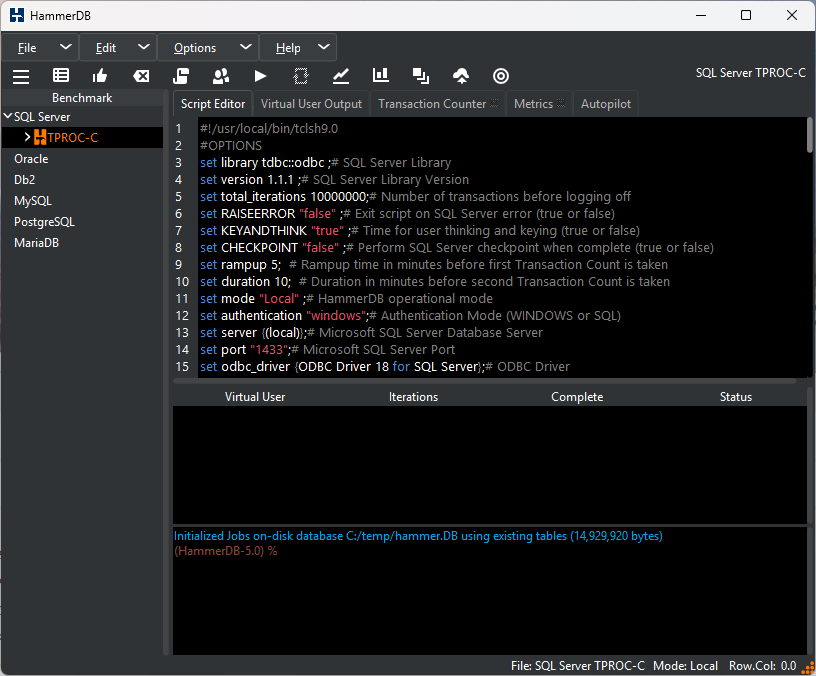 HammerDB
File Edit Options Help
SQL Server TPROC-C
Benchmark
SQL Server
TPROC-C
Oracle
Db2
MySQL
PostgreSQL
MariaDB
Script Editor Virtual User Output Transaction Counter Metrics Autopilot
1 #!/usr/local/bin/tclsh9.0
2 #OPTIONS
3 set library tdbc::odbc ;# SQL Server Library
4 set version 1.1.1 ;# SQL Server Library Version
5 set total_iterations 10000000;# Number of transactions before logging off
6 set RAISEERROR "false" ;# Exit script on SQL Server error (true or false)
7 set KEYANDTHINK "true" ;# Time for user thinking and keying (true or false)
8 set CHECKPOINT "false" ;# Perform SQL Server checkpoint when complete (true or false)
9 set rampup 5;  # Rampup time in minutes before first Transaction Count is taken
10 set duration 10;  # Duration in minutes before second Transaction Count is taken
11 set mode "Local" ;# HammerDB operational mode
12 set authentication "windows";# Authentication Mode (WINDOWS or SQL)
13 set server {(local)};# Microsoft SQL Server Database Server
14 set port "1433";# Microsoft SQL Server Port
15 set odbc_driver {ODBC Driver 18 for SQL Server};# ODBC Driver
Virtual User Iterations Complete Status
Initialized Jobs on-disk database C:/temp/hammer.DB using existing tables (14,929,920 bytes)
(HammerDB-5.0) %
File: SQL Server TPROC-C Mode: Local Row.Col: 0.0